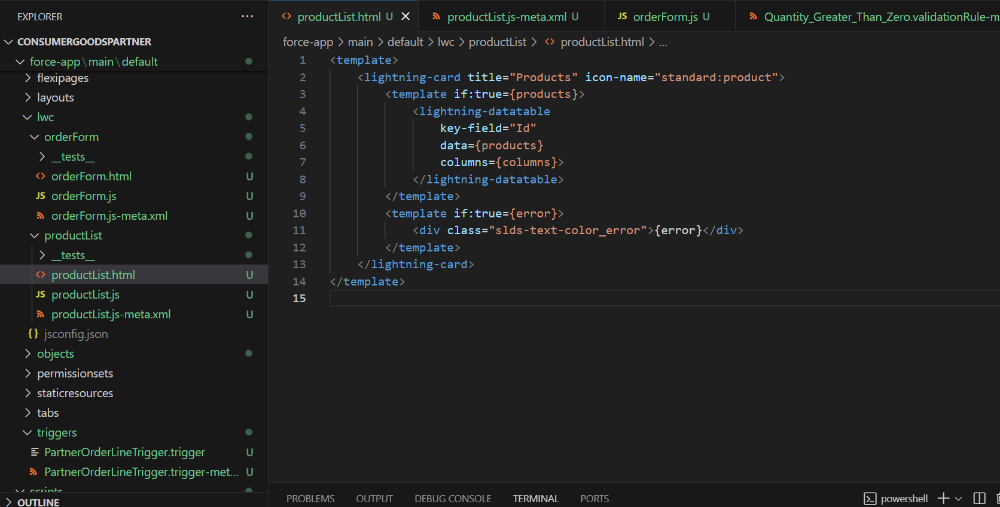 EXPLORER
CONSUMERGOODSPARTNER
force-app\main\default
flexipages
layouts
lwc
orderForm
__tests__
orderForm.html U
JS orderForm.js U
orderForm.js-meta.xml U
productList
__tests__
productList.html U
JS productList.js U
productList.js-meta.xml U
{} jsconfig.json
objects
permissionsets
staticresources
tabs
triggers
PartnerOrderLineTrigger.trigger U
PartnerOrderLineTrigger.trigger-met... U
scripts
OUTLINE
productList.html U
productList.js-meta.xml U
JS orderForm.js U
Quantity_Greater_Than_Zero.validationRule-m
force-app > main > default > lwc > productList > <> productList.html > ...
1 <template>
2 <lightning-card title="Products" icon-name="standard:product">
3 <template if:true={products}>
4 <lightning-datatable
5 key-field="Id"
6 data={products}
7 columns={columns}>
8 </lightning-datatable>
9 </template>
10 <template if:true={error}>
11 <div class="slds-text-color_error">{error}</div>
12 </template>
13 </lightning-card>
14 </template>
15
PROBLEMS OUTPUT DEBUG CONSOLE TERMINAL PORTS
powershell